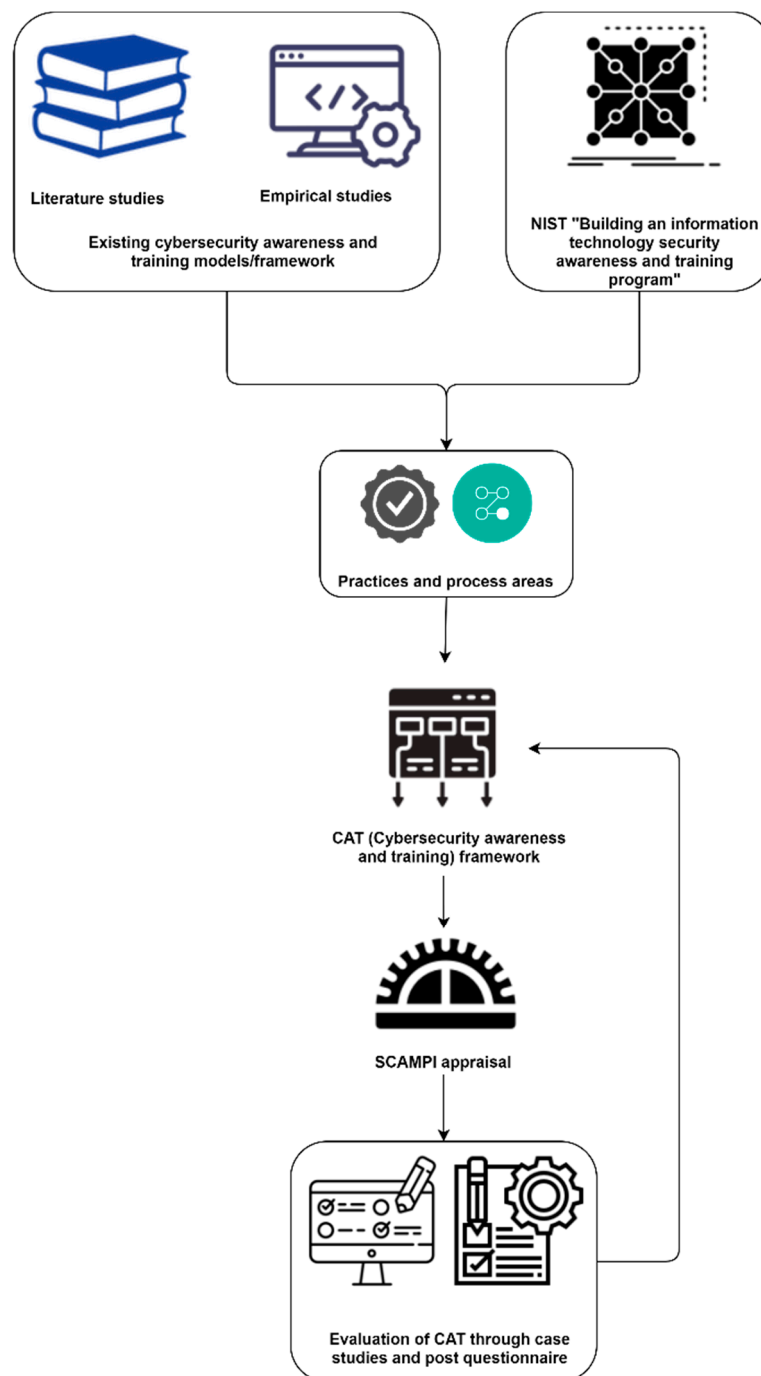 Literature studies
Empirical studies
Existing cybersecurity awareness and
training models/framework
NIST "Building an information
technology security
awareness and training
program"
Practices and process areas
CAT (Cybersecurity awareness
and training) framework
SCAMPI appraisal
Evaluation of CAT through case
studies and post questionnaire